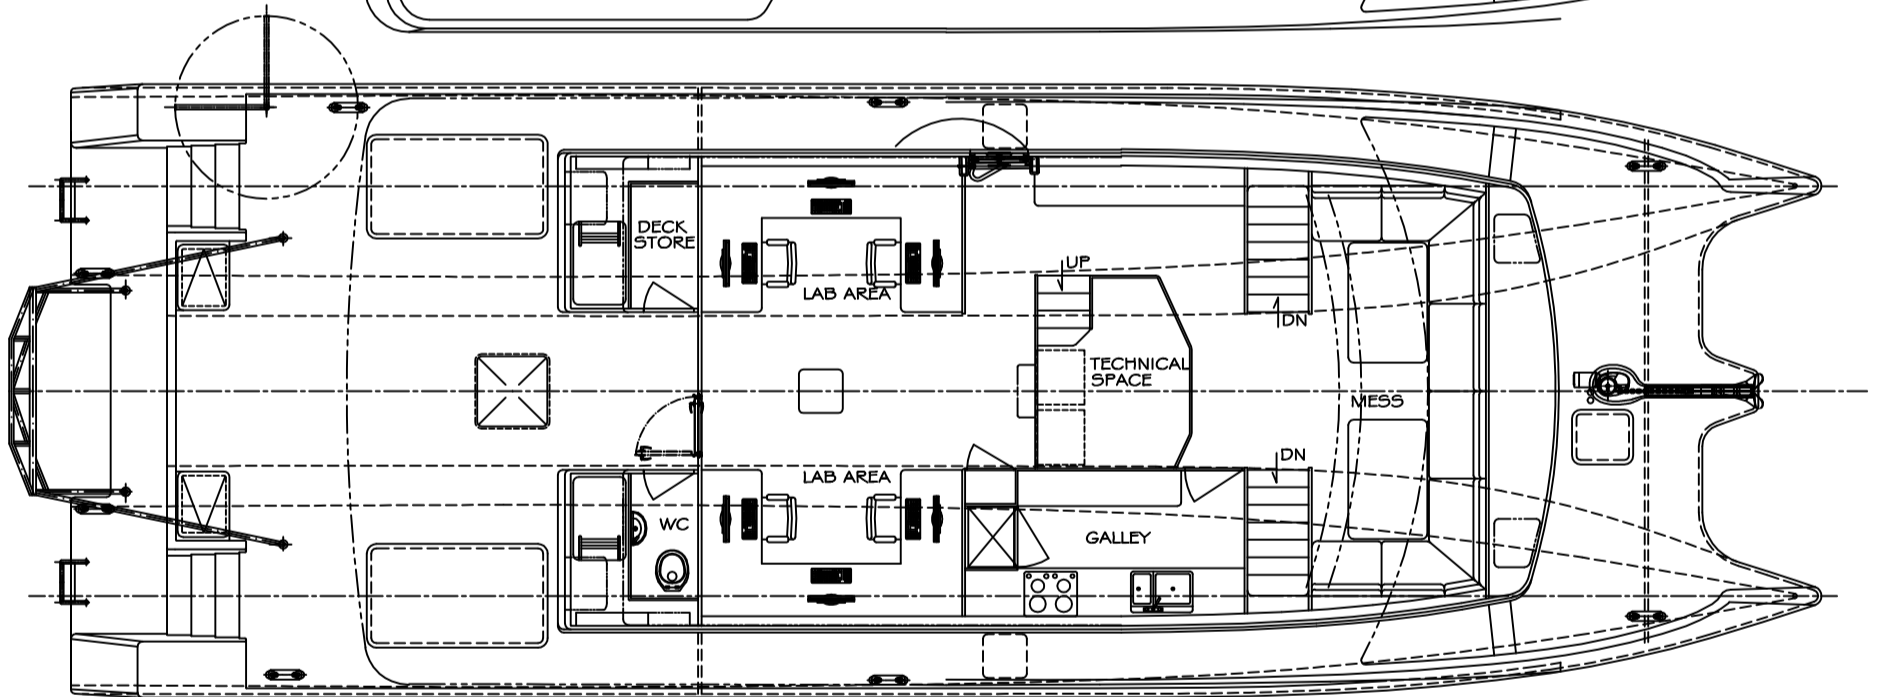 DECK
STORE
LAB AREA
UP
DN
TECHNICAL
SPACE
MESS
LAB AREA
DN
WC
GALLEY